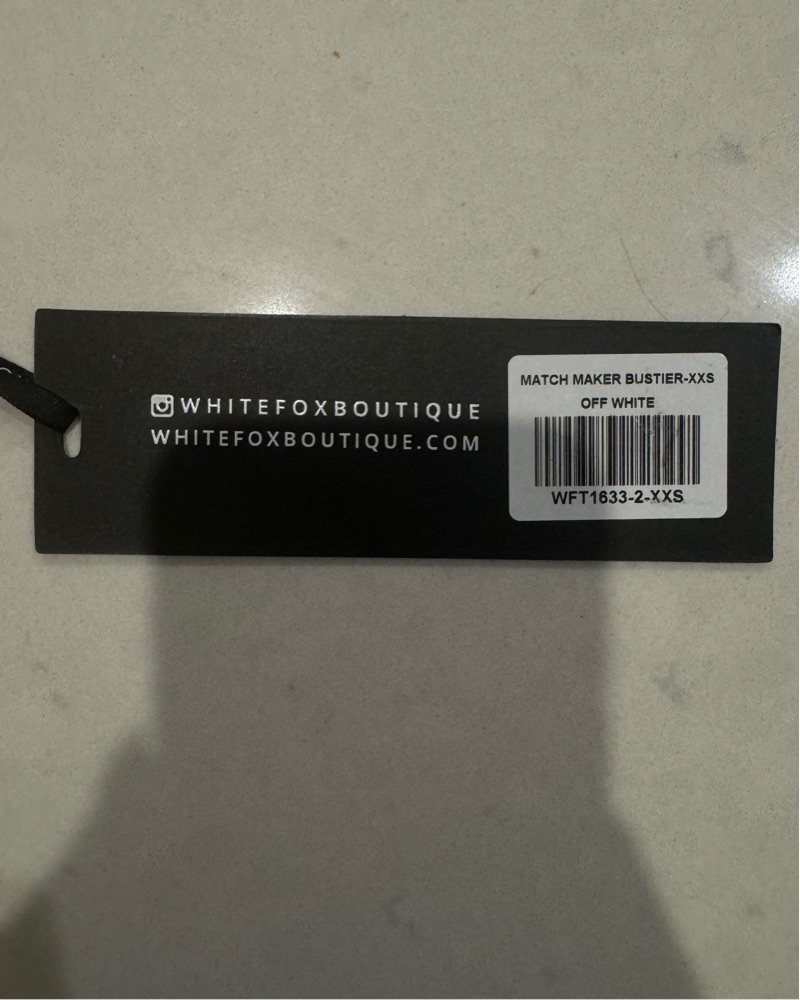 WHITEFOXBOUTIQUE
WHITEFOXBOUTIQUE.COM
MATCH MAKER BUSTIER-XXS
OFF WHITE
WFT1633-2-XXS